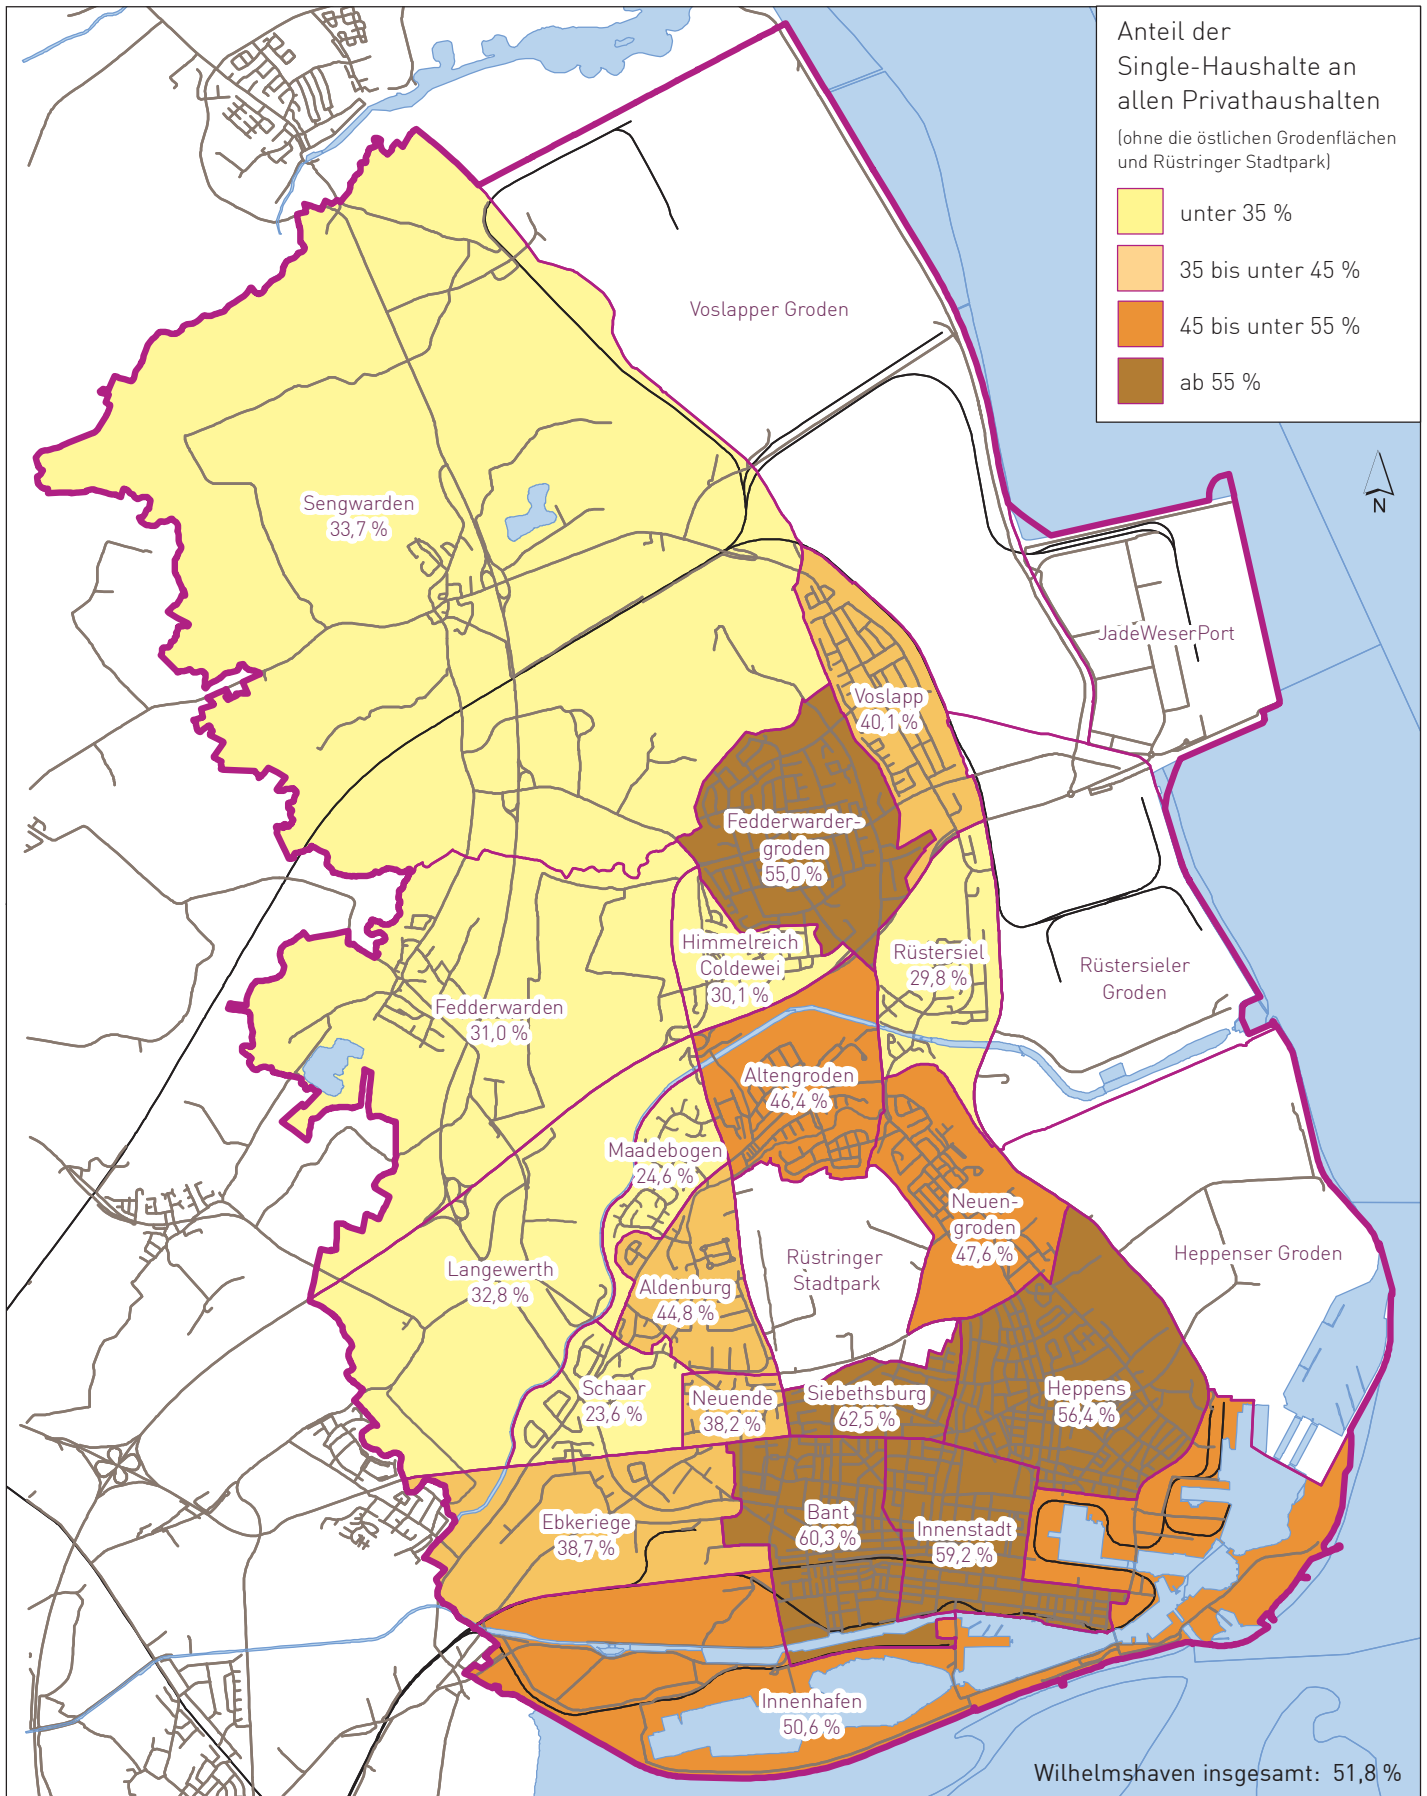 Anteil der
Single-Haushalte an
allen Privathaushalten
(ohne die östlichen Grodenflächen
und Rüstringer Stadtpark)
unter 35 %
35 bis unter 45 %
45 bis unter 55 %
ab 55 %
N
Voslapper Groden
Sengwarden
33,7 %
JadeWeserPort
Voslapp
40,1 %
Fedderwarder-
groden
55,0 %
Himmelreich
Coldewei
30,1 %
Rüstersiel
29,8 %
Rüstersieler
Groden
Fedderwarden
31,0 %
Altengroden
46,4 %
Maadebogen
24,6 %
Neuen-
groden
47,6 %
Rüstringer
Stadtpark
Heppenser Groden
Langewerth
32,8 %
Aldenburg
44,8 %
Schaar
23,6 %
Neuende
38,2 %
Siebethsburg
62,5 %
Heppens
56,4 %
Ebkeriege
38,7 %
Bant
60,3 %
Innenstadt
59,2 %
Innenhafen
50,6 %
Wilhelmshaven insgesamt: 51,8 %